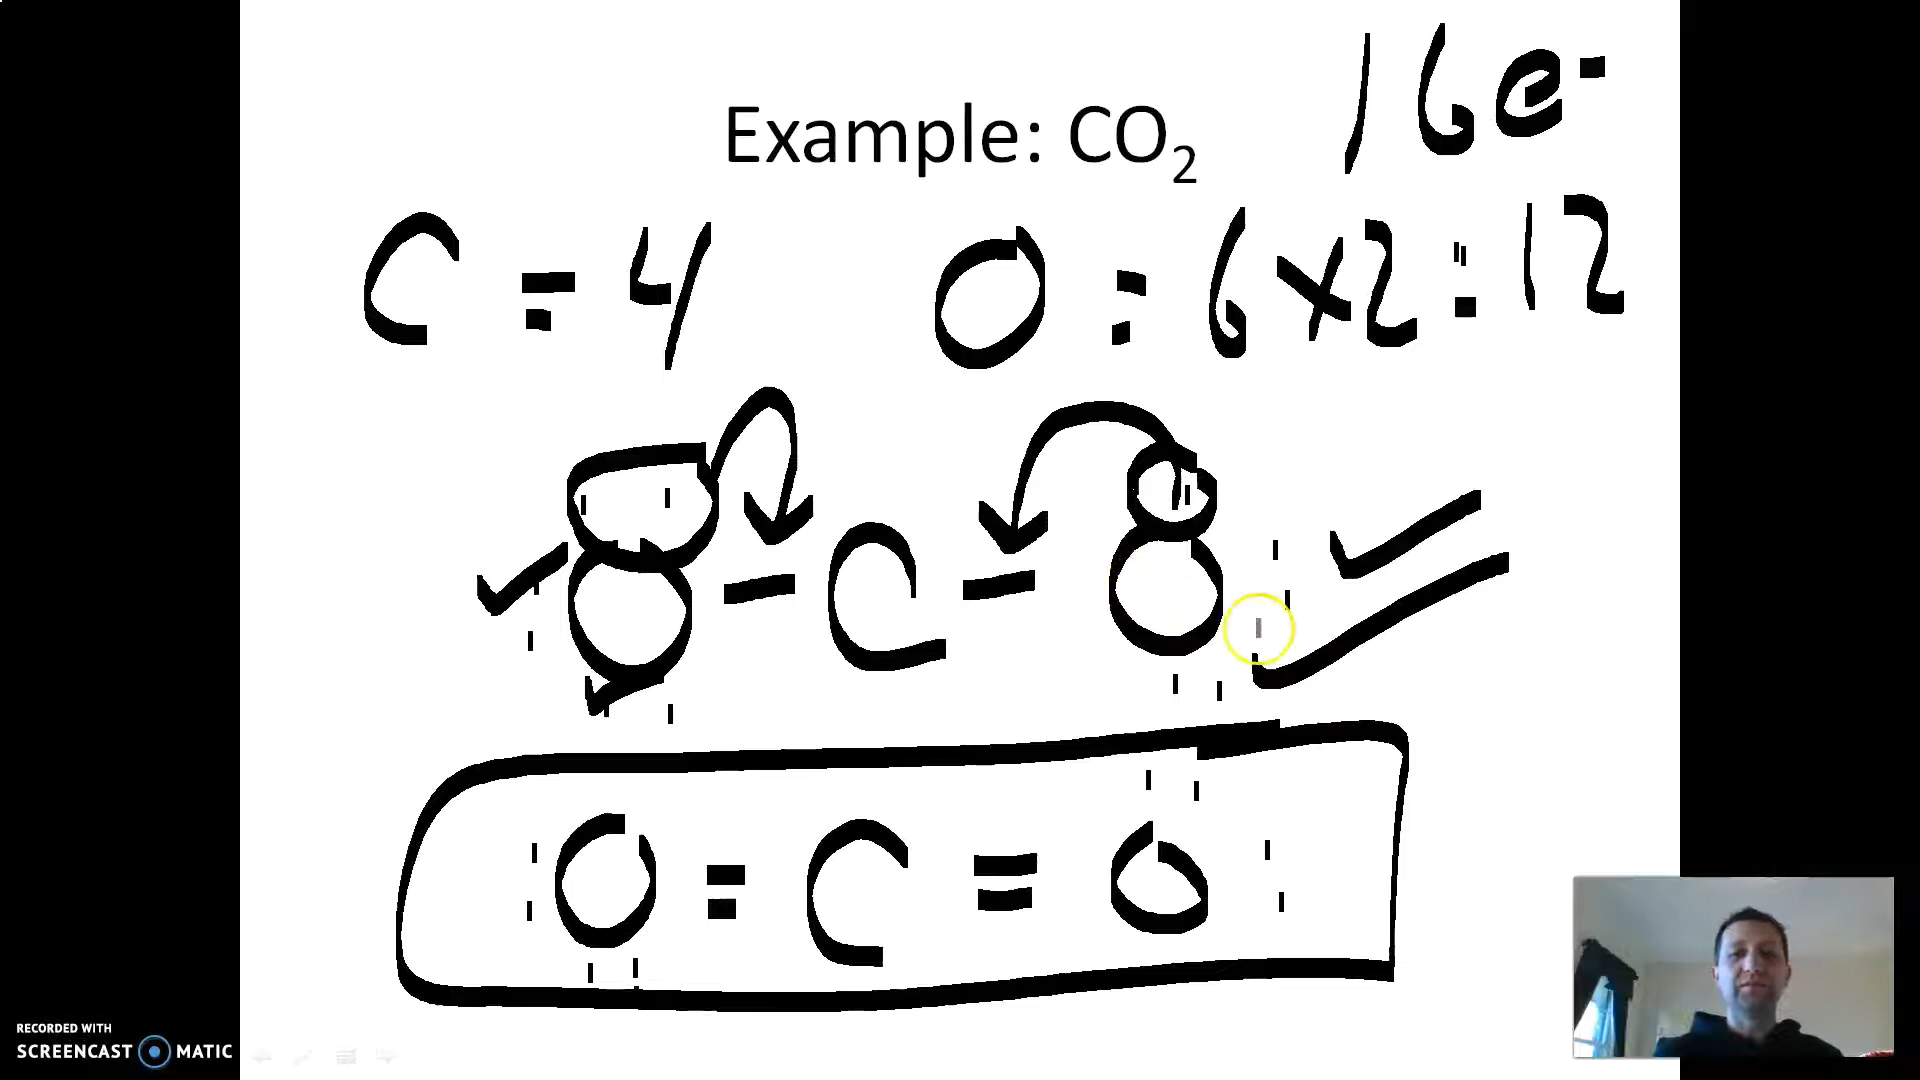 16e-
Example: CO₂
C = 4 O = 6x2 = 12
O - C - O
O = C = O
RECORDED WITH
SCREENCAST MATIC